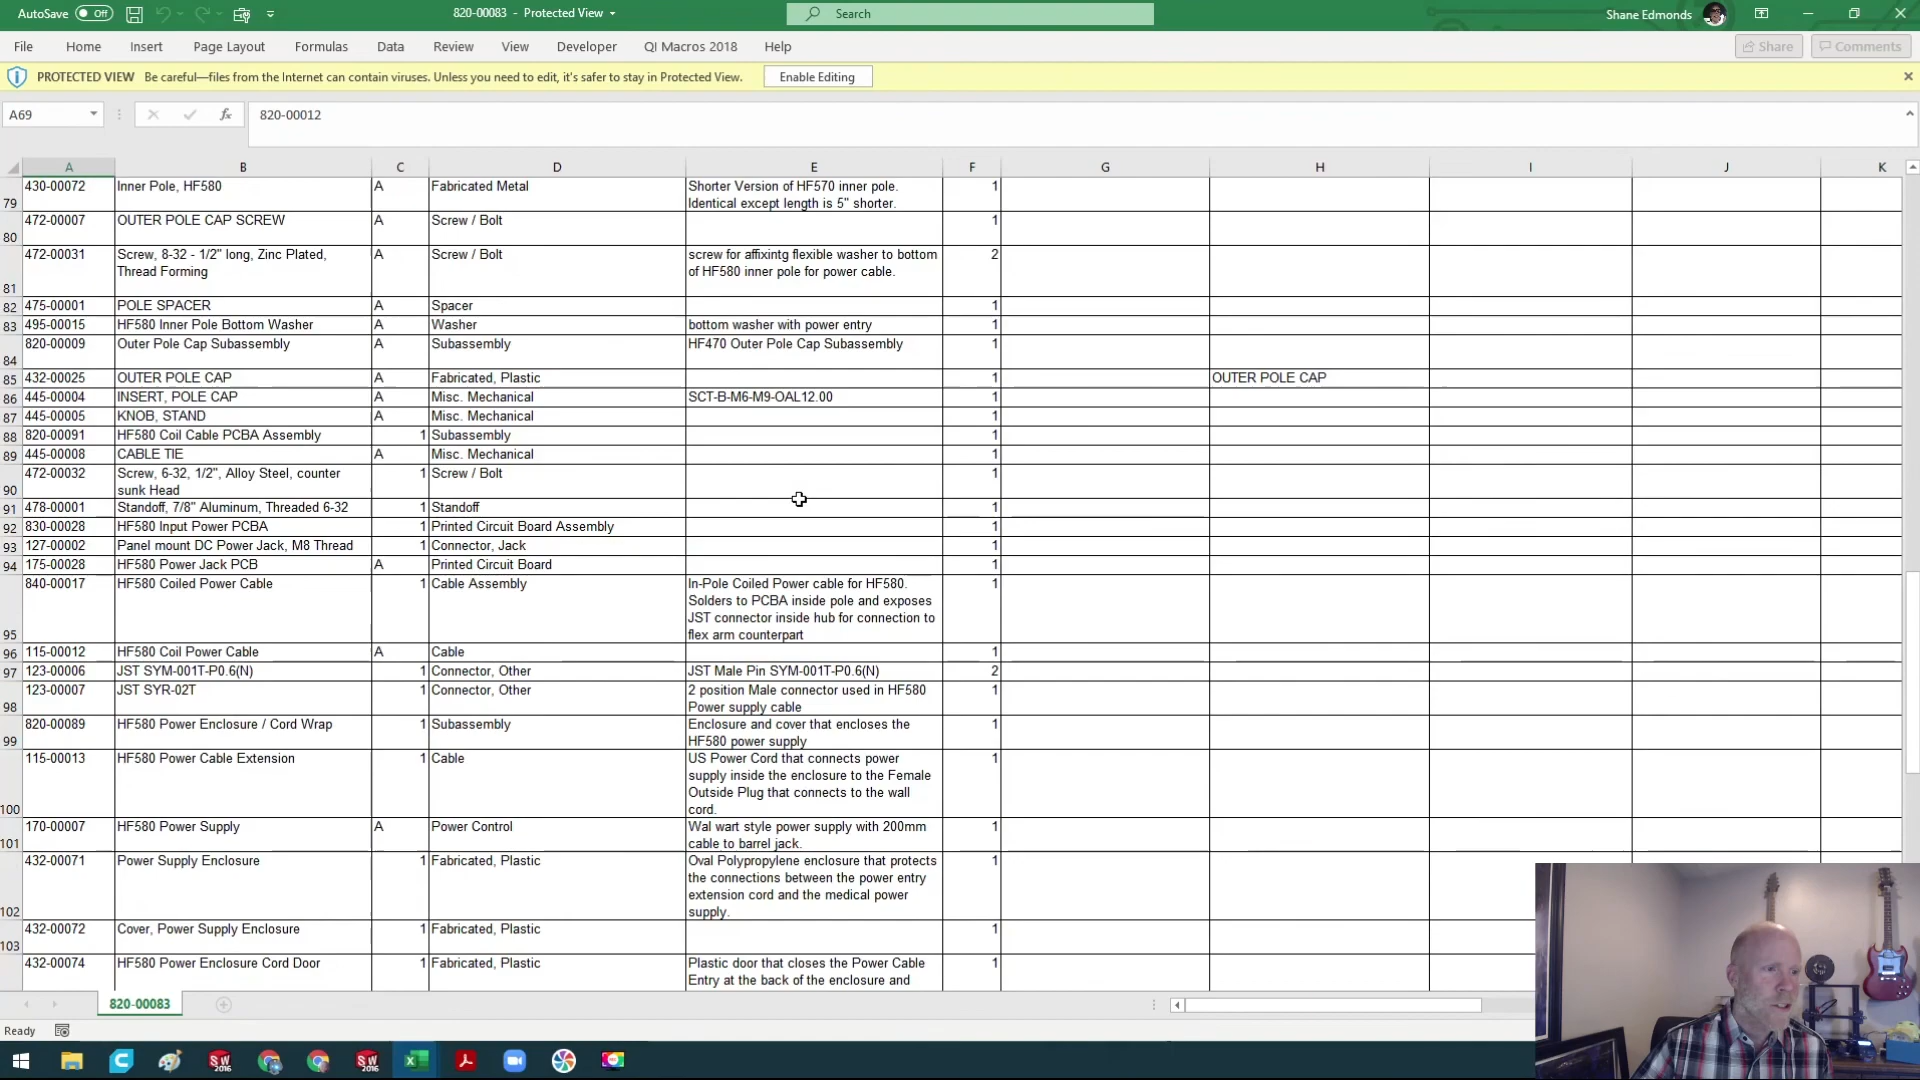 AutoSave Off 820-00083 - Protected View Search Shane Edmonds
File Home Insert Page Layout Formulas Data Review View Developer QI Macros 2018 Help Share Comments
PROTECTED VIEW Be careful—files from the Internet can contain viruses. Unless you need to edit, it's safer to stay in Protected View. Enable Editing
A69 fx 820-00012
A B C D E F G H I J K
79 430-00072 Inner Pole, HF580 A Fabricated Metal Shorter Version of HF570 inner pole. 1
Identical except length is 5" shorter.
80 472-00007 OUTER POLE CAP SCREW A Screw / Bolt 1
81 472-00031 Screw, 8-32 - 1/2" long, Zinc Plated, A Screw / Bolt screw for affixintg flexible washer to bottom 2
Thread Forming of HF580 inner pole for power cable.
82 475-00001 POLE SPACER A Spacer 1
83 495-00015 HF580 Inner Pole Bottom Washer A Washer bottom washer with power entry 1
84 820-00009 Outer Pole Cap Subassembly A Subassembly HF470 Outer Pole Cap Subassembly 1
85 432-00025 OUTER POLE CAP A Fabricated, Plastic 1 OUTER POLE CAP
86 445-00004 INSERT, POLE CAP A Misc. Mechanical SCT-B-M6-M9-OAL12.00 1
87 445-00005 KNOB, STAND A Misc. Mechanical 1
88 820-00091 HF580 Coil Cable PCBA Assembly 1 Subassembly 1
89 445-00008 CABLE TIE A Misc. Mechanical 1
90 472-00032 Screw, 6-32, 1/2", Alloy Steel, counter 1 Screw / Bolt 1
sunk Head
91 478-00001 Standoff, 7/8" Aluminum, Threaded 6-32 1 Standoff 1
92 830-00028 HF580 Input Power PCBA 1 Printed Circuit Board Assembly 1
93 127-00002 Panel mount DC Power Jack, M8 Thread 1 Connector, Jack 1
94 175-00028 HF580 Power Jack PCB A Printed Circuit Board 1
95 840-00017 HF580 Coiled Power Cable 1 Cable Assembly In-Pole Coiled Power cable for HF580. 1
Solders to PCBA inside pole and exposes
JST connector inside hub for connection to
flex arm counterpart
96 115-00012 HF580 Coil Power Cable A Cable 1
97 123-00006 JST SYM-001T-P0.6(N) 1 Connector, Other JST Male Pin SYM-001T-P0.6(N) 2
98 123-00007 JST SYR-02T 1 Connector, Other 2 position Male connector used in HF580 1
Power supply cable
99 820-00089 HF580 Power Enclosure / Cord Wrap 1 Subassembly Enclosure and cover that encloses the 1
HF580 power supply
100 115-00013 HF580 Power Cable Extension 1 Cable US Power Cord that connects power 1
supply inside the enclosure to the Female
Outside Plug that connects to the wall
cord.
101 170-00007 HF580 Power Supply A Power Control Wal wart style power supply with 200mm 1
cable to barrel jack.
102 432-00071 Power Supply Enclosure 1 Fabricated, Plastic Oval Polypropylene enclosure that protects 1
the connections between the power entry
extension cord and the medical power
supply.
103 432-00072 Cover, Power Supply Enclosure 1 Fabricated, Plastic 1
432-00074 HF580 Power Enclosure Cord Door 1 Fabricated, Plastic Plastic door that closes the Power Cable 1
Entry at the back of the enclosure and
820-00083
Ready
SW 2016 SW 2016